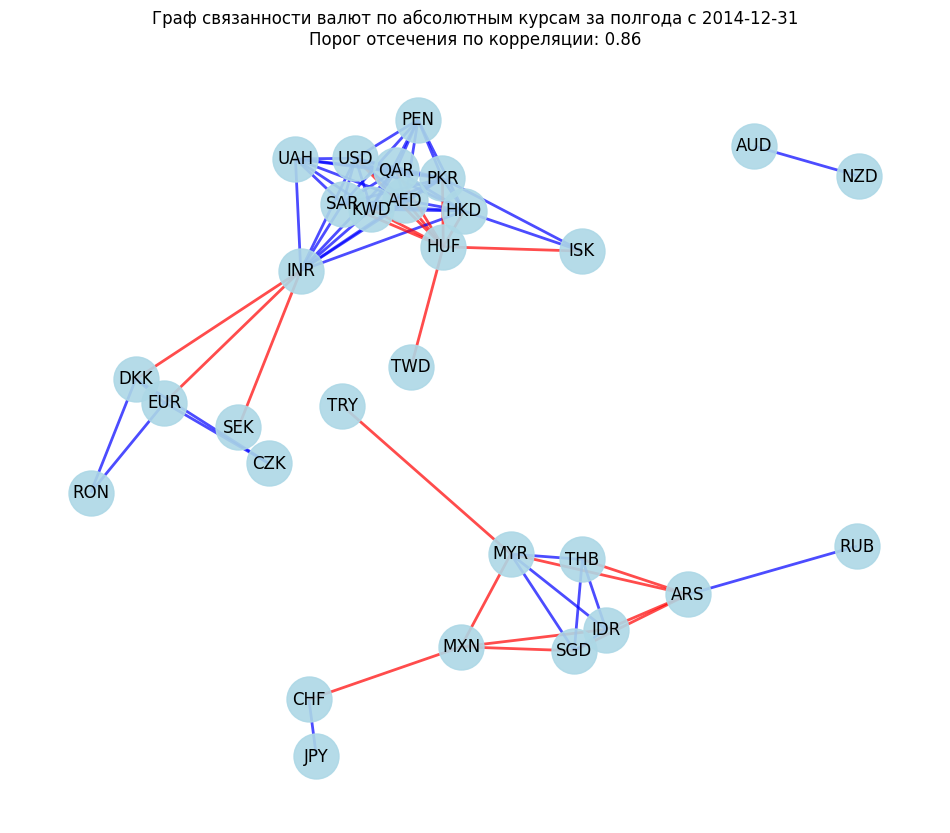 Граф связанности валют по абсолютным курсам за полгода с 2014-12-31
Порог отсечения по корреляции: 0.86
PEN
AUD
UAH
USD
QAR
PKR
NZD
SAR
KWD
AED
HKD
HUF
ISK
INR
TWD
DKK
EUR
TRY
SEK
CZK
RON
MYR
THB
RUB
ARS
IDR
MXN
SGD
CHF
JPY